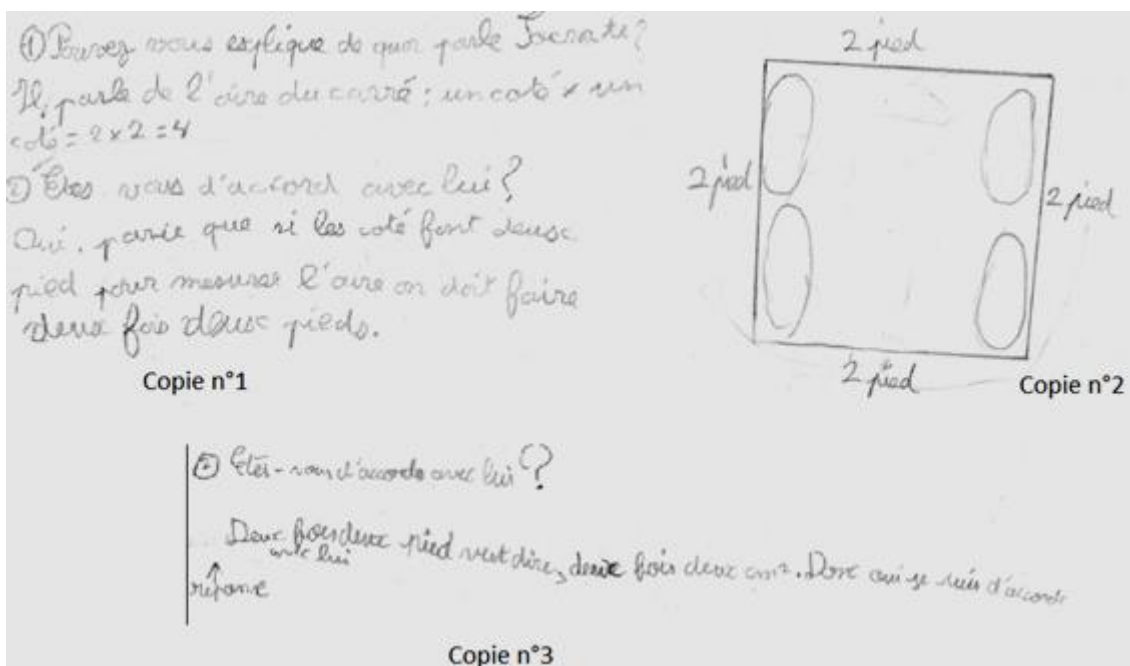 ① Pouvez vous explique de quoi parle Socrate?
Il parle de l'aire du carré : un coté x un
coté = 2 x 2 = 4
② Etes vous d'accord avec lui?
Oui. parce que si les coté font deux
pied pour mesurer l'aire on doit faire
deux fois deux pieds.
Copie n°1
2 pied
2 pied
2 pied
2 pied
Copie n°2
② Etes-vous d'accords avec lui?
Deux fois deux pied veut dire, deux fois deux cm². Donc oui je suis d'accords
avec lui
réponse
Copie n°3